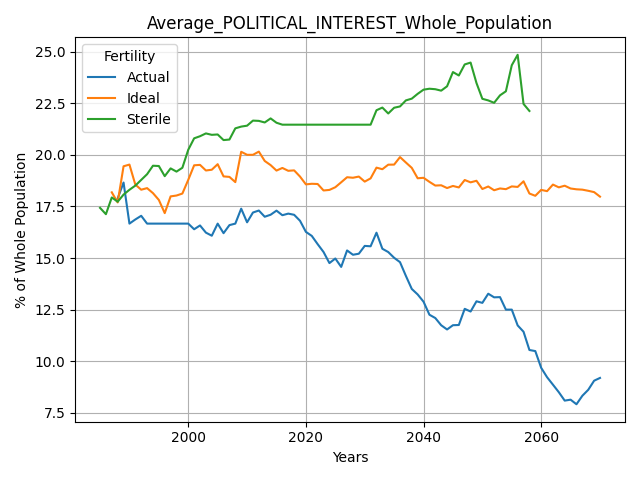 Average_POLITICAL_INTEREST_Whole_Population
Fertility
Actual
Ideal
Sterile
% of Whole Population
25.0
22.5
20.0
17.5
15.0
12.5
10.0
7.5
2000 2020 2040 2060
Years